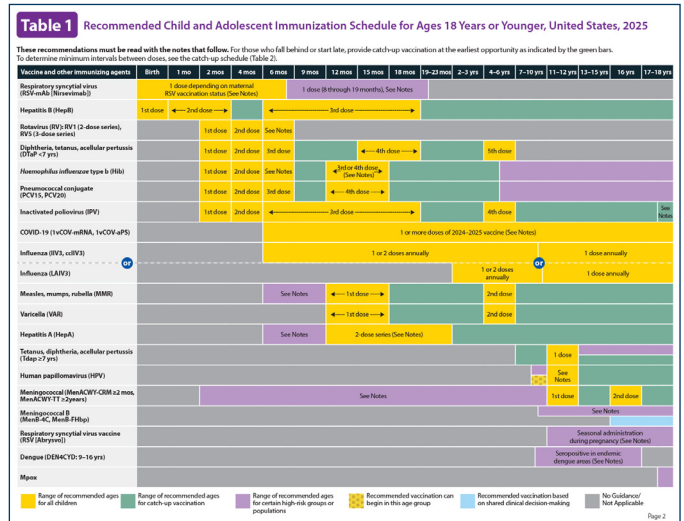 Table 1 Recommended Child and Adolescent Immunization Schedule for Ages 18 Years or Younger, United States, 2025
These recommendations must be read with the notes that follow. For those who fall behind or start late, provide catch-up vaccination at the earliest opportunity as indicated by the green bars.
To determine minimum intervals between doses, see the catch-up schedule (Table 2).
Vaccine and other immunizing agents Birth 1 mo 2 mos 4 mos 6 mos 9 mos 12 mos 15 mos 18 mos 19–23 mos 2–3 yrs 4–6 yrs 7–10 yrs 11–12 yrs 13–15 yrs 16 yrs 17–18 yrs
Respiratory syncytial virus
(RSV-mAb [Nirsevimab])
1 dose depending on maternal
RSV vaccination status (See Notes)
1 dose (8 through 19 months), See Notes
Hepatitis B (HepB) 1st dose 2nd dose 3rd dose
Rotavirus (RV): RV1 (2-dose series),
RV5 (3-dose series)
1st dose 2nd dose See Notes
Diphtheria, tetanus, acellular pertussis
(DTaP <7 yrs)
1st dose 2nd dose 3rd dose 4th dose 5th dose
Haemophilus influenzae type b (Hib)
1st dose 2nd dose See Notes
3rd or 4th dose
(See Notes)
Pneumococcal conjugate
(PCV15, PCV20)
1st dose 2nd dose 3rd dose 4th dose
Inactivated poliovirus (IPV) 1st dose 2nd dose 3rd dose 4th dose
See
Notes
COVID-19 (1vCOV-mRNA, 1vCOV-aPS) 1 or more doses of 2024–2025 vaccine (See Notes)
Influenza (IIV3, ccIIV3) 1 or 2 doses annually 1 dose annually
or or
Influenza (LAIV3)
1 or 2 doses
annually
1 dose annually
Measles, mumps, rubella (MMR) See Notes 1st dose 2nd dose
Varicella (VAR) 1st dose 2nd dose
Hepatitis A (HepA) See Notes 2-dose series (See Notes)
Tetanus, diphtheria, acellular pertussis
(Tdap ≥7 yrs)
1 dose
Human papillomavirus (HPV)
See
Notes
Meningococcal (MenACWY-CRM ≥2 mos,
MenACWY-TT ≥2years)
See Notes 1st dose 2nd dose
Meningococcal B
(MenB-4C, MenB-FHbp)
See Notes
Respiratory syncytial virus vaccine
(RSV [Abrysvo])
Seasonal administration
during pregnancy (See Notes)
Dengue (DEN4CYD: 9–16 yrs)
Seropositive in endemic
dengue areas (See Notes)
Mpox
Range of recommended ages
for all children
Range of recommended ages
for catch-up vaccination
Range of recommended ages
for certain high-risk groups or
populations
Recommended vaccination can
begin in this age group
Recommended vaccination based
on shared clinical decision-making
No Guidance/
Not Applicable
Page 2